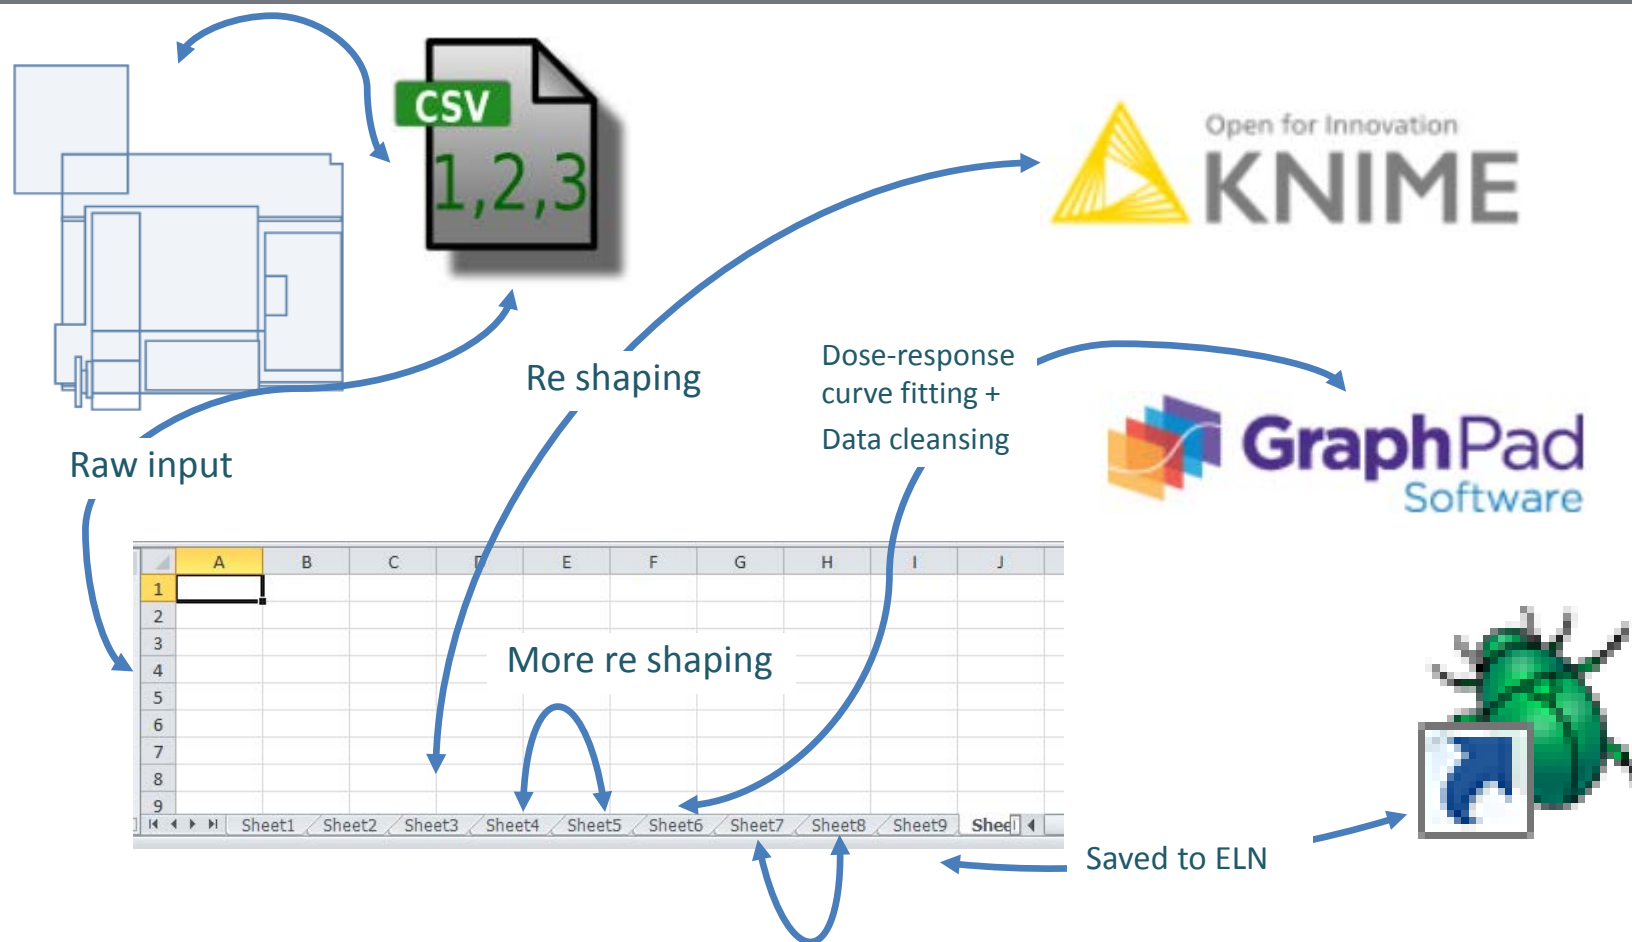 CSV
1,2,3
Open for Innovation
KNIME
Re shaping
Dose-response
curve fitting +
Data cleansing
GraphPad
Software
Raw input
A B C D E F G H I J
1
2
3
More re shaping
4
5
6
7
8
9
Sheet1 Sheet2 Sheet3 Sheet4 Sheet5 Sheet6 Sheet7 Sheet8 Sheet9
Saved to ELN